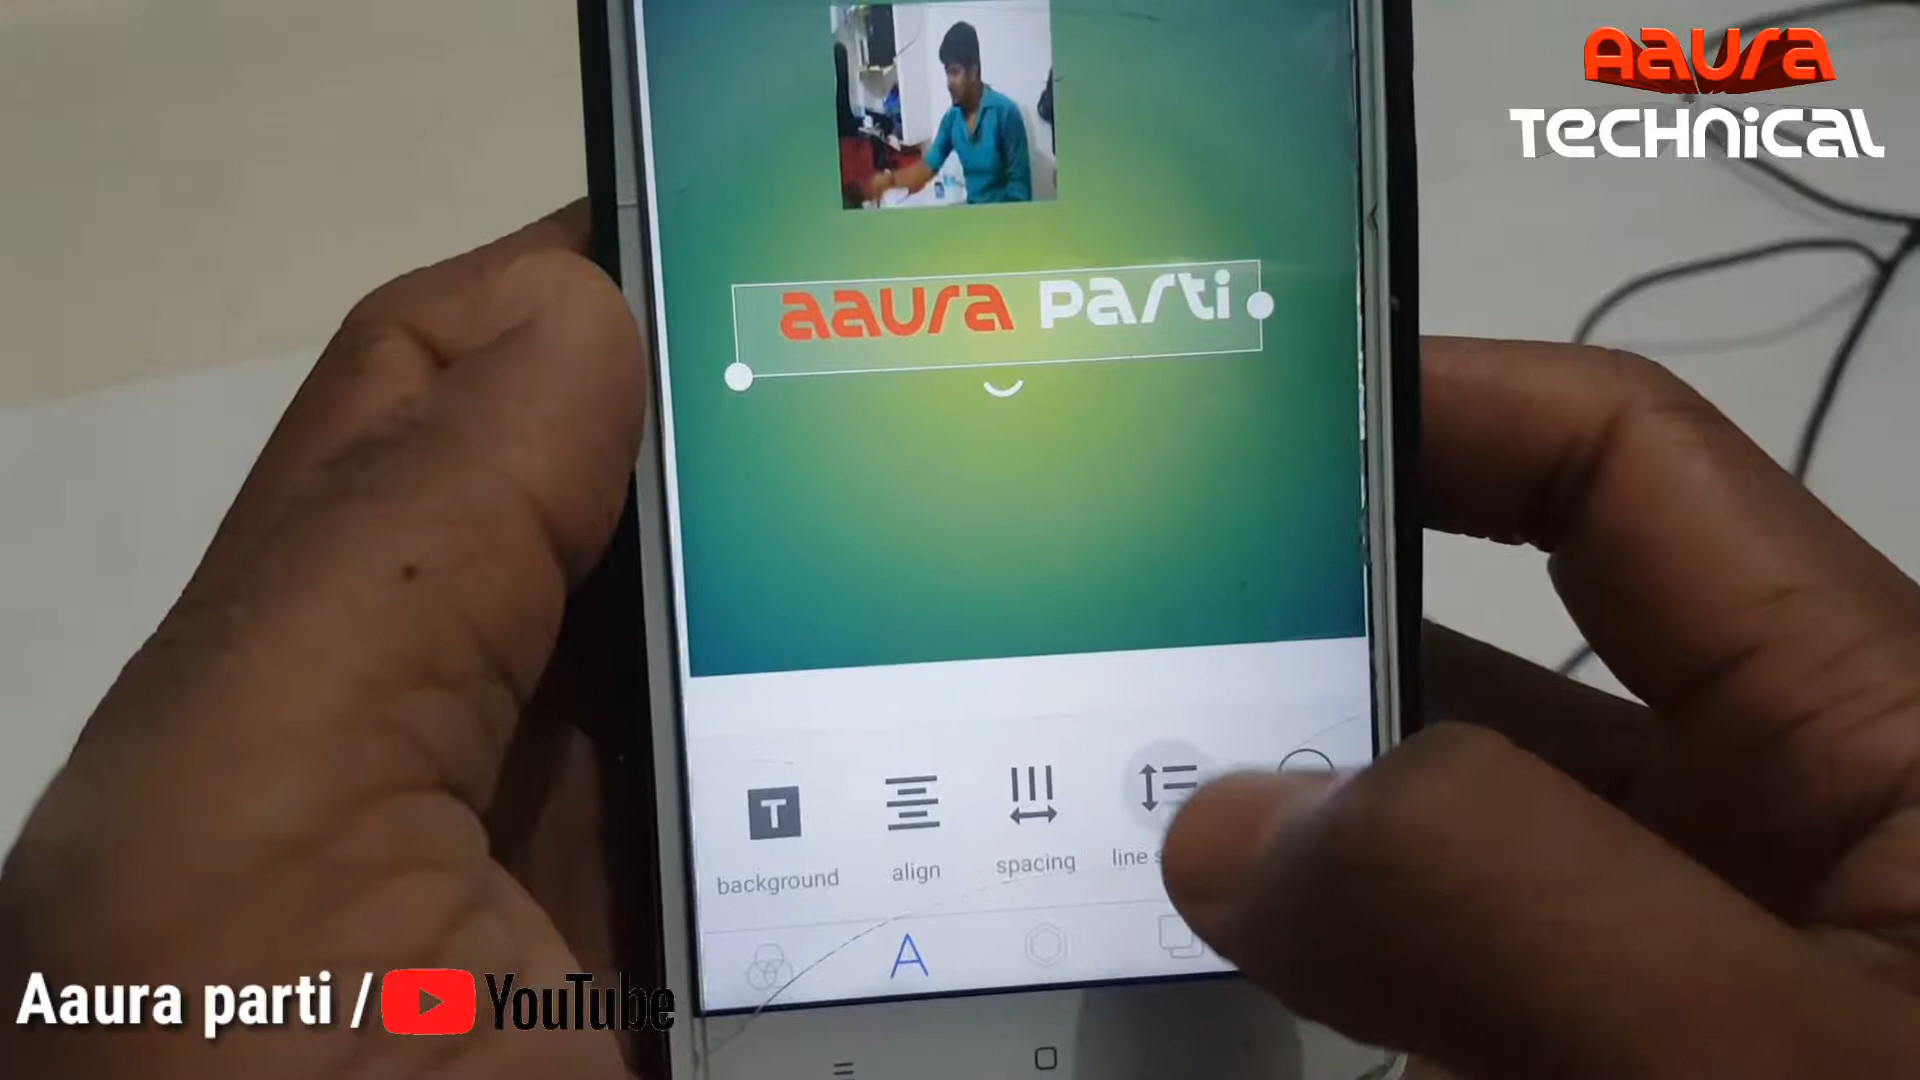 Aaura
Technical
aaura parti
T
background
align
spacing
line
A
Aaura parti / YouTube